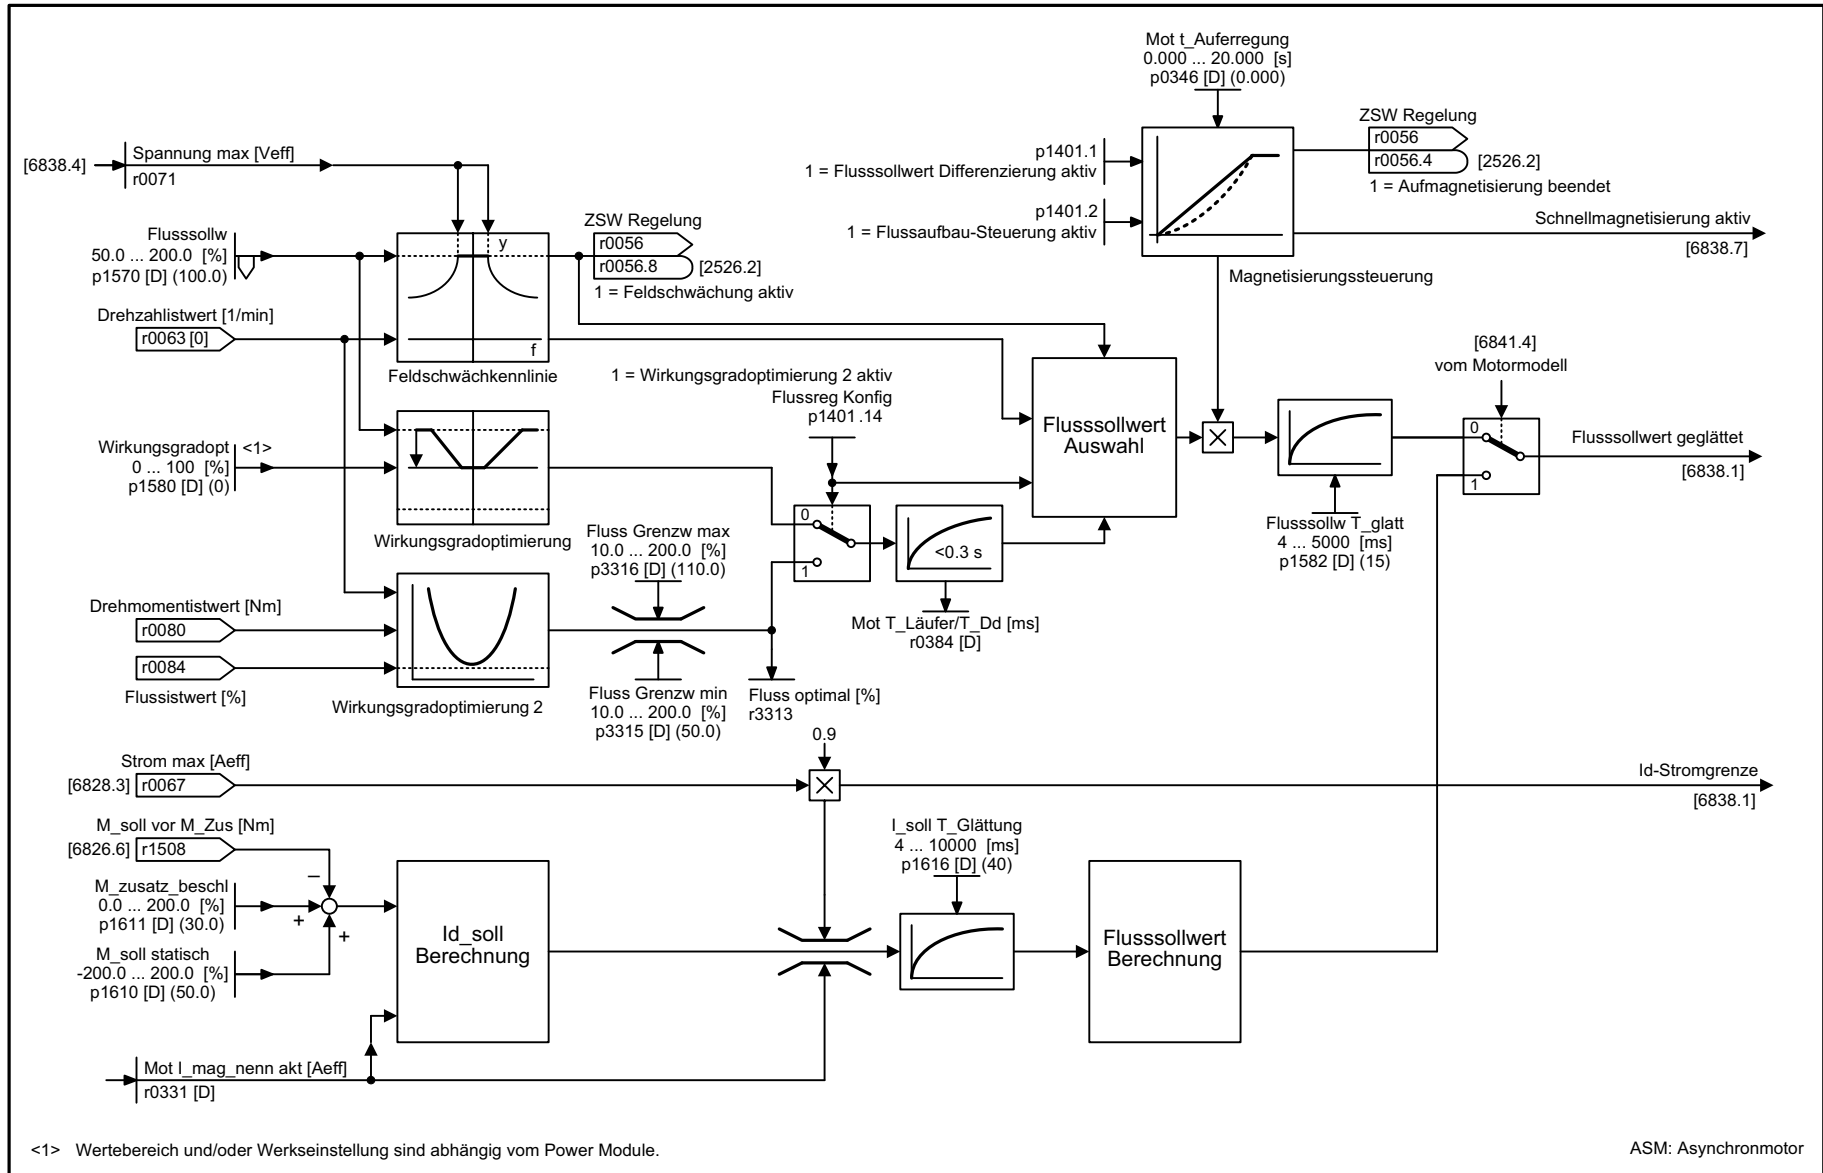 Mot t_Auferregung
0.000 ... 20.000 [s]
p0346 [D] (0.000)
ZSW Regelung
r0056
r0056.4
[2526.2]
1 = Aufmagnetisierung beendet
p1401.1
1 = Flusssollwert Differenzierung aktiv
p1401.2
1 = Flussaufbau-Steuerung aktiv
Schnellmagnetisierung aktiv
[6838.7]
Magnetisierungssteuerung
[6838.4]
Spannung max [Veff]
r0071
Flusssollw
50.0 ... 200.0 [%]
p1570 [D] (100.0)
Drehzahlistwert [1/min]
r0063 [0]
y
f
Feldschwächkennlinie
ZSW Regelung
r0056
r0056.8
[2526.2]
1 = Feldschwächung aktiv
1 = Wirkungsgradoptimierung 2 aktiv
Flussreg Konfig
p1401 .14
Wirkungsgradopt <1>
0 ... 100 [%]
p1580 [D] (0)
Wirkungsgradoptimierung
Drehmomentistwert [Nm]
r0080
r0084
Flussistwert [%]
Wirkungsgradoptimierung 2
Fluss Grenzw max
10.0 ... 200.0 [%]
p3316 [D] (110.0)
Fluss Grenzw min
10.0 ... 200.0 [%]
p3315 [D] (50.0)
Fluss optimal [%]
r3313
0
1
<0.3 s
Mot T_Läufer/T_Dd [ms]
r0384 [D]
Flusssollwert
Auswahl
×
Flusssollw T_glatt
4 ... 5000 [ms]
p1582 [D] (15)
[6841.4]
vom Motormodell
0
1
Flusssollwert geglättet
[6838.1]
Strom max [Aeff]
[6828.3]
r0067
0.9
×
Id-Stromgrenze
[6838.1]
M_soll vor M_Zus [Nm]
[6826.6]
r1508
–
M_zusatz_beschl
0.0 ... 200.0 [%]
p1611 [D] (30.0)
+
+
M_soll statisch
-200.0 ... 200.0 [%]
p1610 [D] (50.0)
Id_soll
Berechnung
I_soll T_Glättung
4 ... 10000 [ms]
p1616 [D] (40)
Flusssollwert
Berechnung
Mot I_mag_nenn akt [Aeff]
r0331 [D]
<1> Wertebereich und/oder Werkseinstellung sind abhängig vom Power Module.
ASM: Asynchronmotor